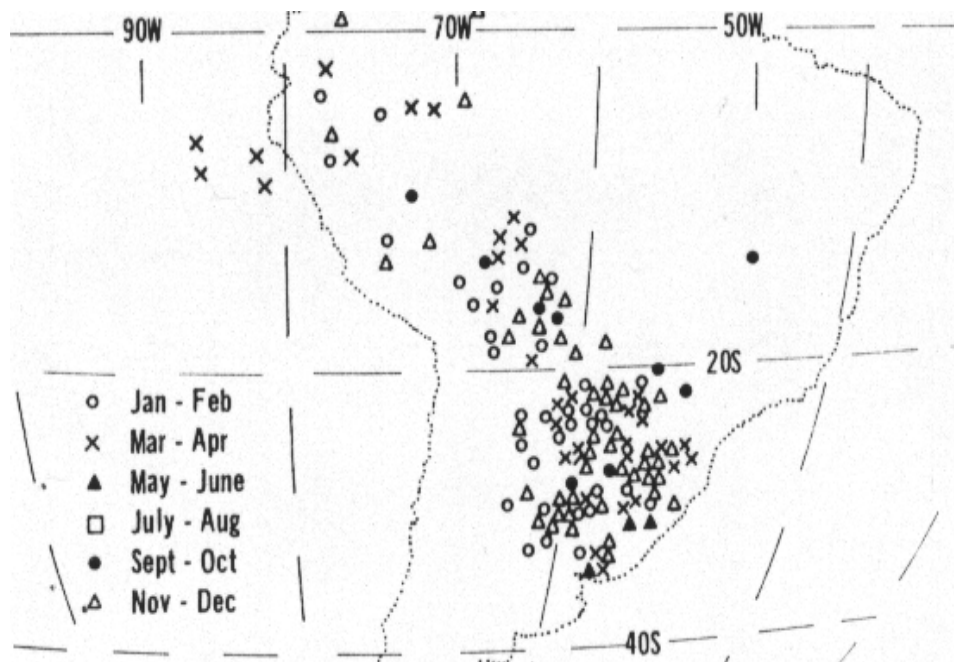 90W 70W 50W
20S
Jan - Feb
Mar - Apr
May - June
July - Aug
Sept - Oct
Nov - Dec
40S